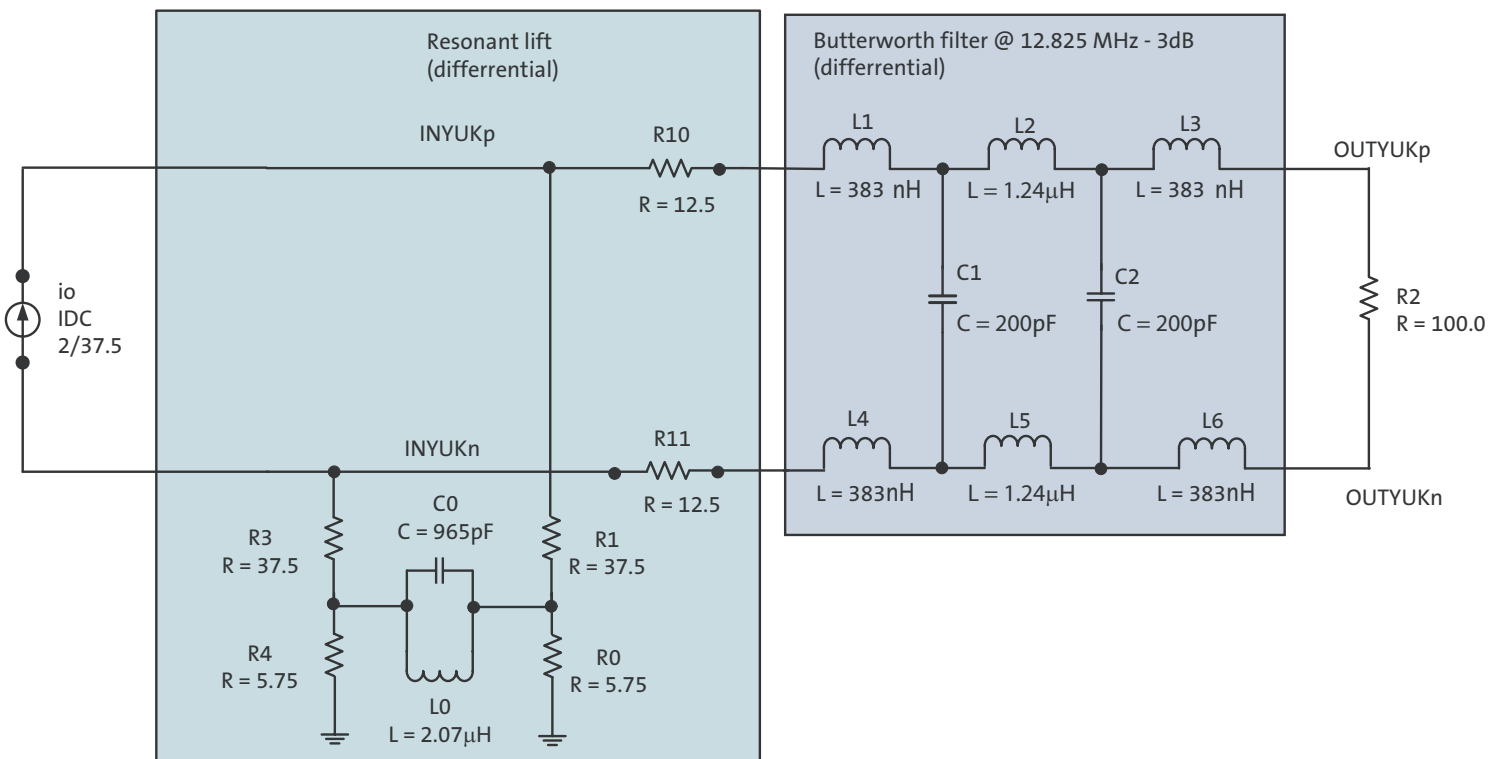 Resonant lift
(differrential)
Butterworth filter @ 12.825 MHz - 3dB
(differrential)
INYUKp
R10
R = 12.5
L1
L = 383 nH
L2
L = 1.24μH
L3
L = 383 nH
OUTYUKp
io
IDC
2/37.5
C1
C = 200pF
C2
C = 200pF
R2
R = 100.0
INYUKn
R11
R = 12.5
L4
L = 383nH
L5
L = 1.24μH
L6
L = 383nH
OUTYUKn
R3
R = 37.5
C0
C = 965pF
R1
R = 37.5
R4
R = 5.75
L0
L = 2.07μH
R0
R = 5.75